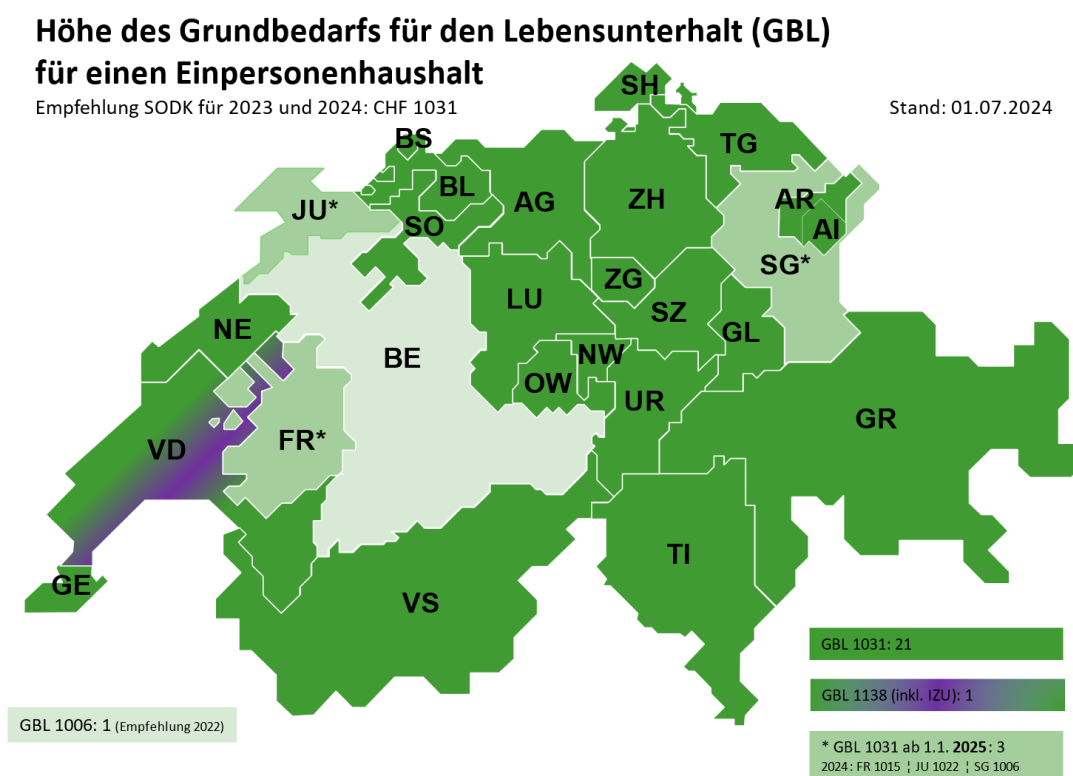 Höhe des Grundbedarfs für den Lebensunterhalt (GBL)
für einen Einpersonenhaushalt
Empfehlung SODK für 2023 und 2024: CHF 1031
Stand: 01.07.2024
SH
BS
TG
BL
JU*
AG
ZH
AR
SO
AI
SG*
ZG
LU
SZ
NE
GL
BE
NW
OW
UR
GR
FR*
VD
TI
GE
VS
GBL 1031: 21
GBL 1138 (inkl. IZU): 1
GBL 1006: 1 (Empfehlung 2022)
* GBL 1031 ab 1.1. 2025: 3
2024: FR 1015 ¦ JU 1022 ¦ SG 1006